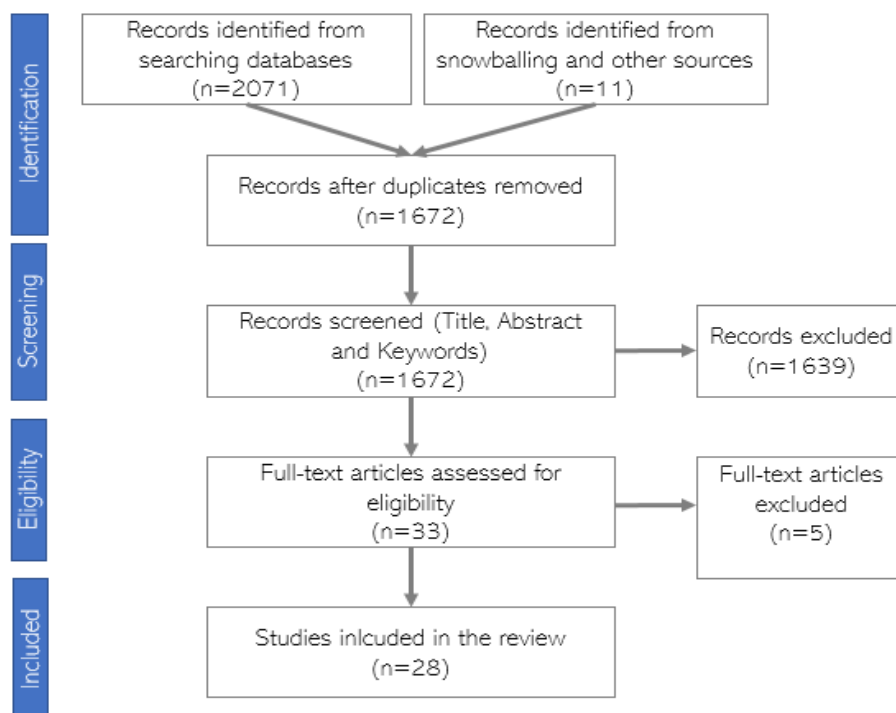 Identification
Records identified from
searching databases
(n=2071)
Records identified from
snowballing and other sources
(n=11)
Records after duplicates removed
(n=1672)
Screening
Records screened (Title, Abstract
and Keywords)
(n=1672)
Records excluded
(n=1639)
Eligibility
Full-text articles assessed for
eligibility
(n=33)
Full-text articles
excluded
(n=5)
Included
Studies inlcuded in the review
(n=28)